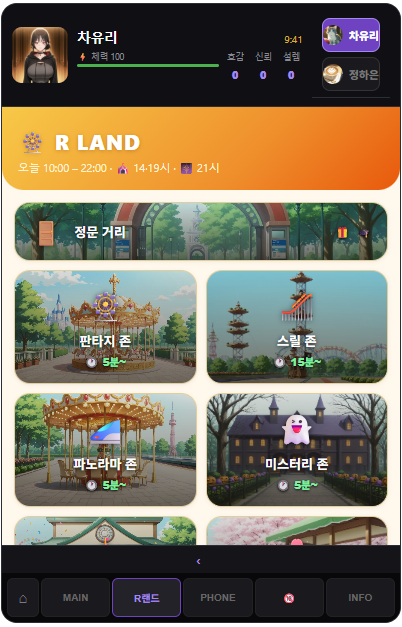 차유리
9:41
체력 100
호감 신뢰 설렘
0 0 0
차유리
정하은
R LAND
오늘 10:00 – 22:00 · 14·19시 · 21시
정문 거리
판타지 존
5분~
스릴 존
15분~
파노라마 존
5분~
미스터리 존
5분~
‹
MAIN
R랜드
PHONE
🔞
INFO